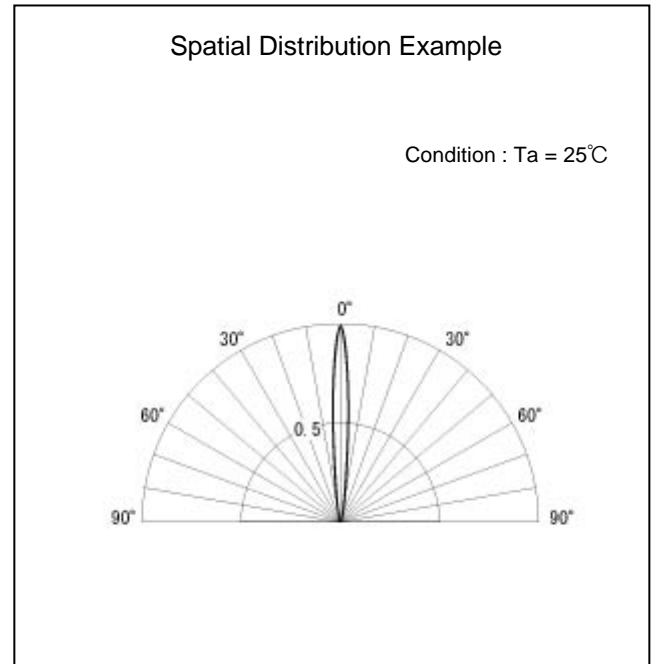 Spatial Distribution Example
Condition : Ta = 25℃
0°
30° 30°
60° 60°
0.5
90° 90°